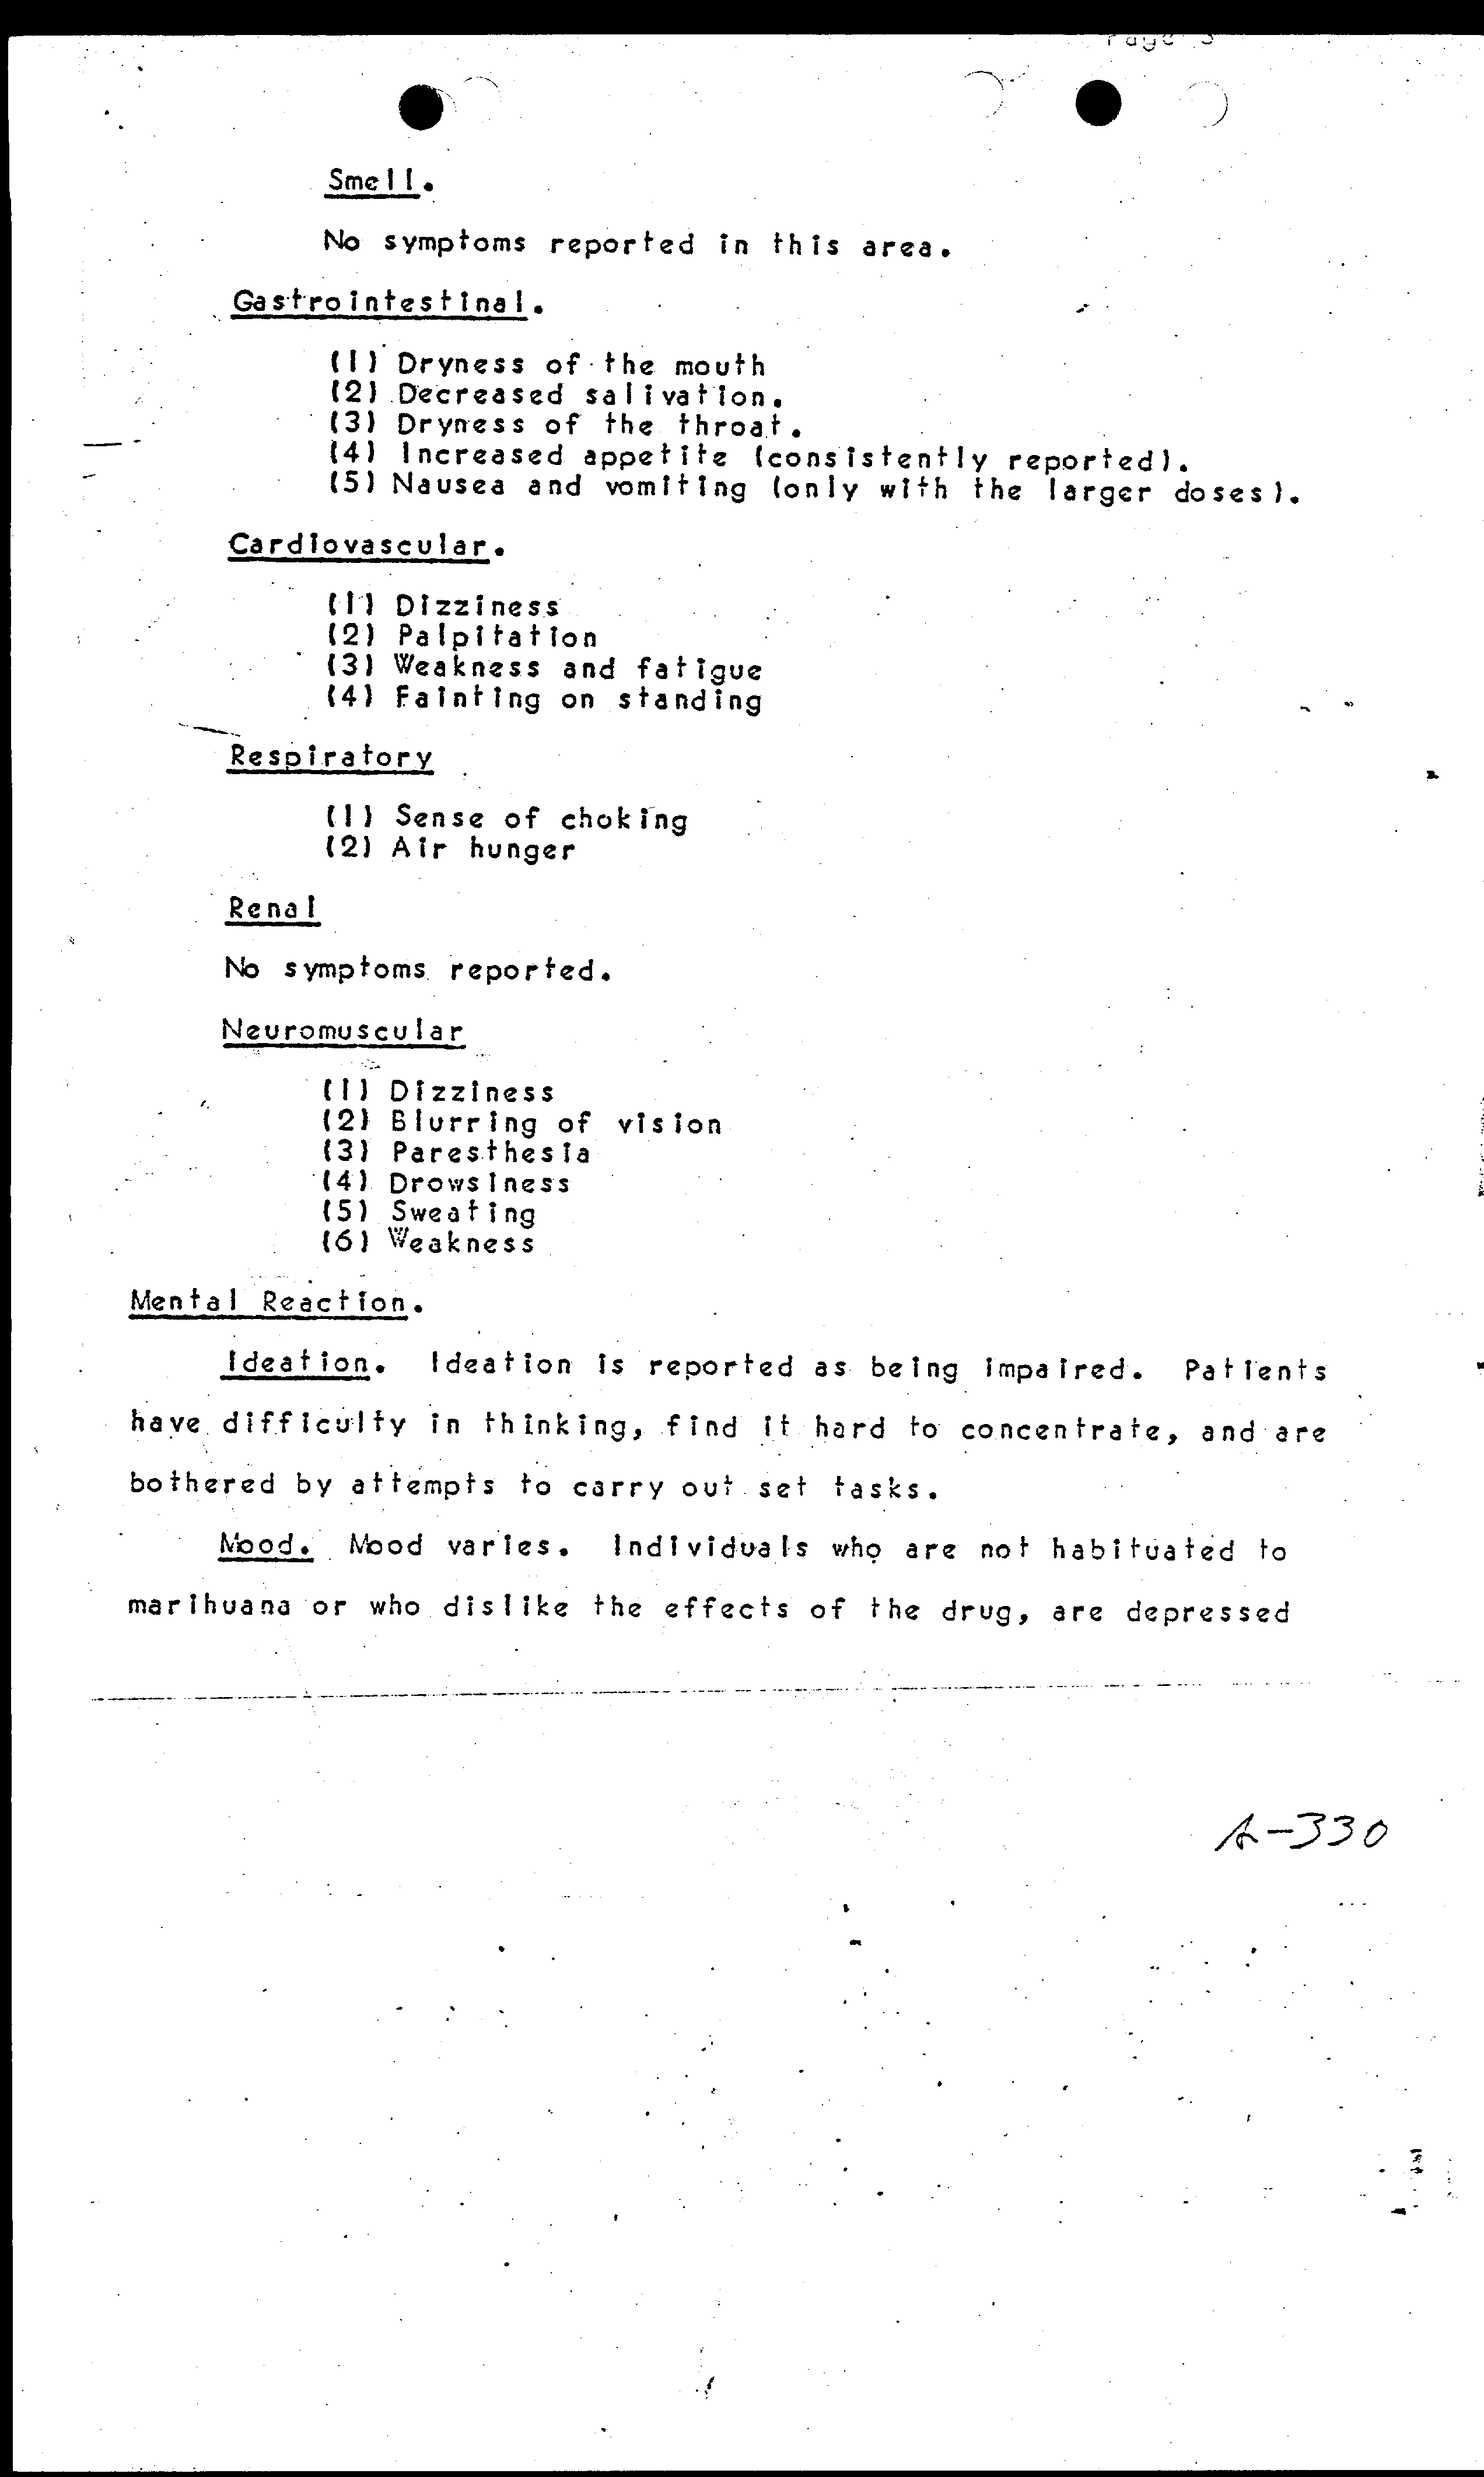 Smell.
No symptoms reported in this area.
Gastrointestinal.
(1) Dryness of the mouth
(2) Decreased salivation.
(3) Dryness of the throat.
(4) Increased appetite (consistently reported).
(5) Nausea and vomiting (only with the larger doses).
Cardiovascular.
(1) Dizziness
(2) Palpitation
(3) Weakness and fatigue
(4) Fainting on standing
Respiratory
(1) Sense of choking
(2) Air hunger
Renal
No symptoms reported.
Neuromuscular
(1) Dizziness
(2) Blurring of vision
(3) Paresthesia
(4) Drowsiness
(5) Sweating
(6) Weakness
Mental Reaction.
Ideation. Ideation is reported as being impaired. Patients
have difficulty in thinking, find it hard to concentrate, and are
bothered by attempts to carry out set tasks.
Mood. Mood varies. Individuals who are not habituated to
marihuana or who dislike the effects of the drug, are depressed
A-330